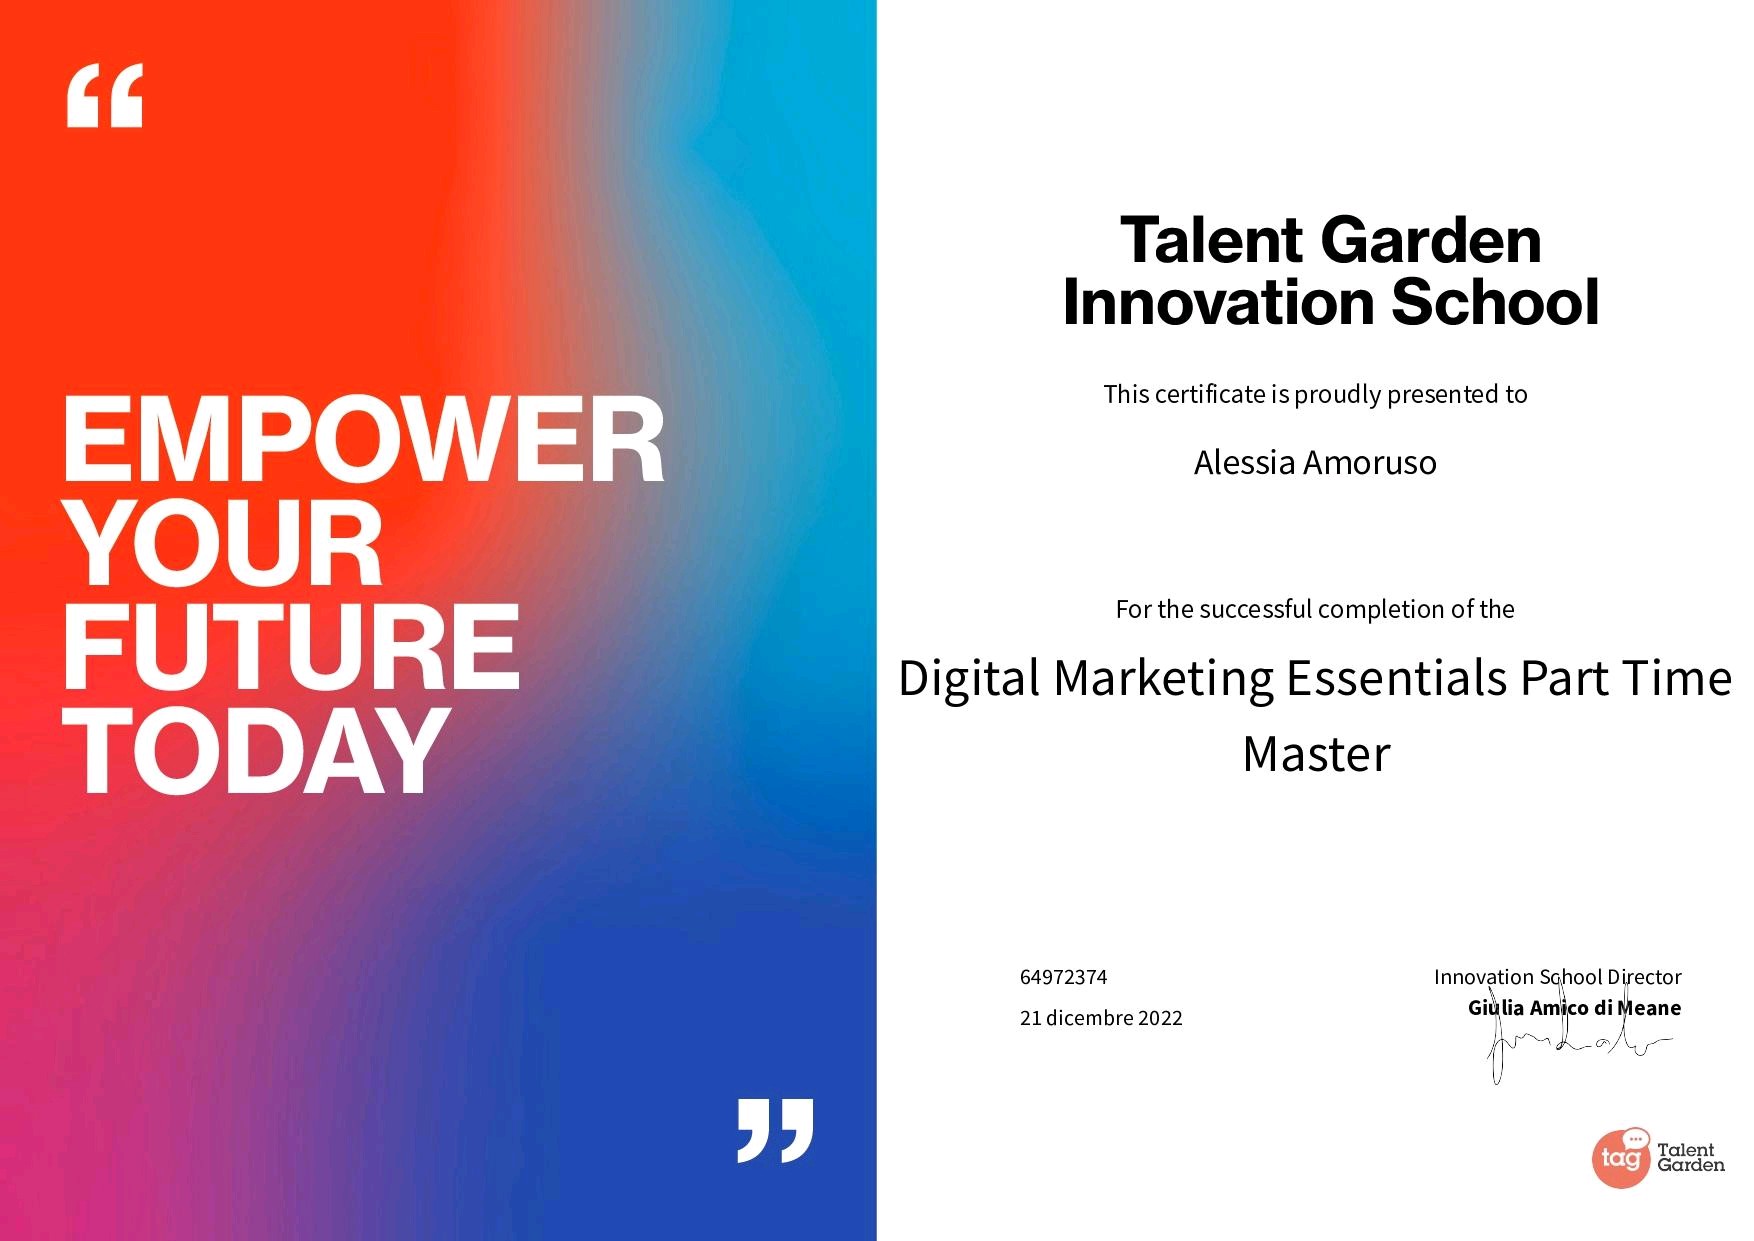 “
EMPOWER
YOUR
FUTURE
TODAY
”
Talent Garden
Innovation School
This certificate is proudly presented to
Alessia Amoruso
For the successful completion of the
Digital Marketing Essentials Part Time
Master
64972374
21 dicembre 2022
Innovation School Director
Giulia Amico di Meane
tag
Talent
Garden